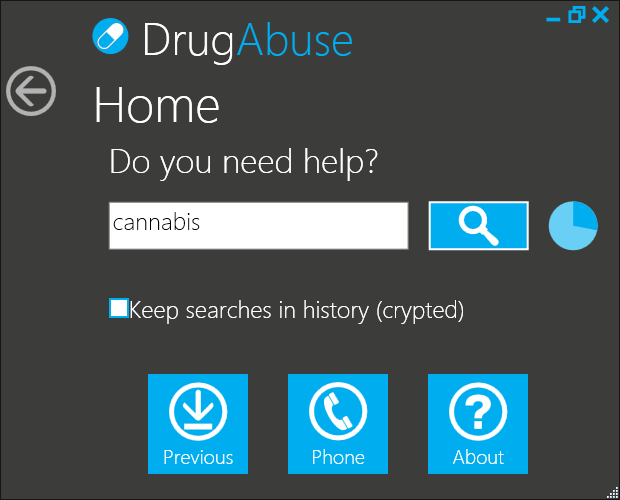 DrugAbuse
Home
Do you need help?
cannabis
Keep searches in history (crypted)
Previous
Phone
About